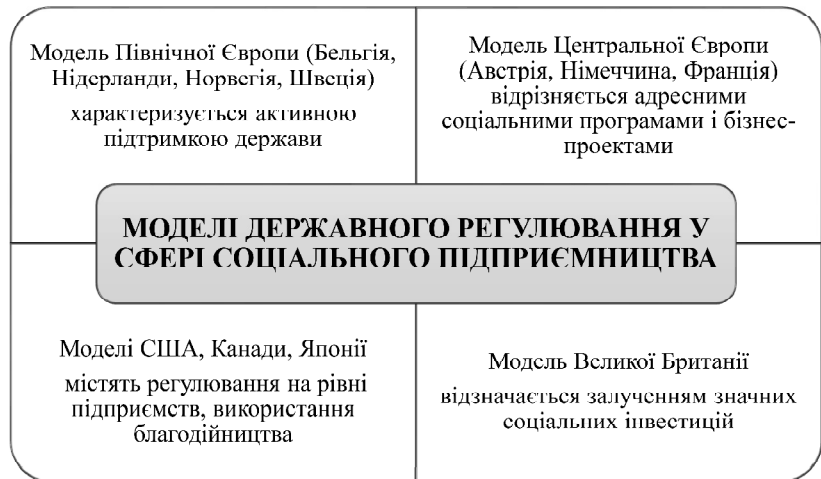 Модель Північної Європи (Бельгія,
Нідерланди, Норвегія, Швеція)
характеризується активною
підтримкою держави
Модель Центральної Європи
(Австрія, Німеччина, Франція)
відрізняється адресними
соціальними програмами і бізнес-
проектами
МОДЕЛІ ДЕРЖАВНОГО РЕГУЛЮВАННЯ У
СФЕРІ СОЦІАЛЬНОГО ПІДПРИЄМНИЦТВА
Моделі США, Канади, Японії
містять регулювання на рівні
підприємств, використання
благодійництва
Модель Великої Британії
відзначається залученням значних
соціальних інвестицій